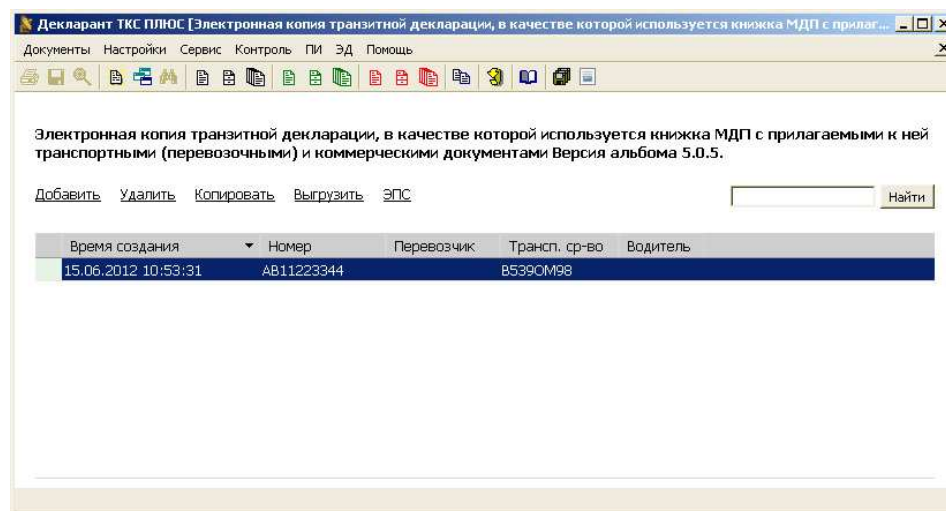 Декларант ТКС ПЛЮС [Электронная копия транзитной декларации, в качестве которой используется книжка МДП с прилаг...
Документы Настройки Сервис Контроль ПИ ЭД Помощь
Электронная копия транзитной декларации, в качестве которой используется книжка МДП с прилагаемыми к ней
транспортными (перевозочными) и коммерческими документами Версия альбома 5.0.5.
Добавить Удалить Копировать Выгрузить ЭПС Найти
Время создания Номер Перевозчик Трансп. ср-во Водитель
15.06.2012 10:53:31 АВ11223344 В539ОМ98